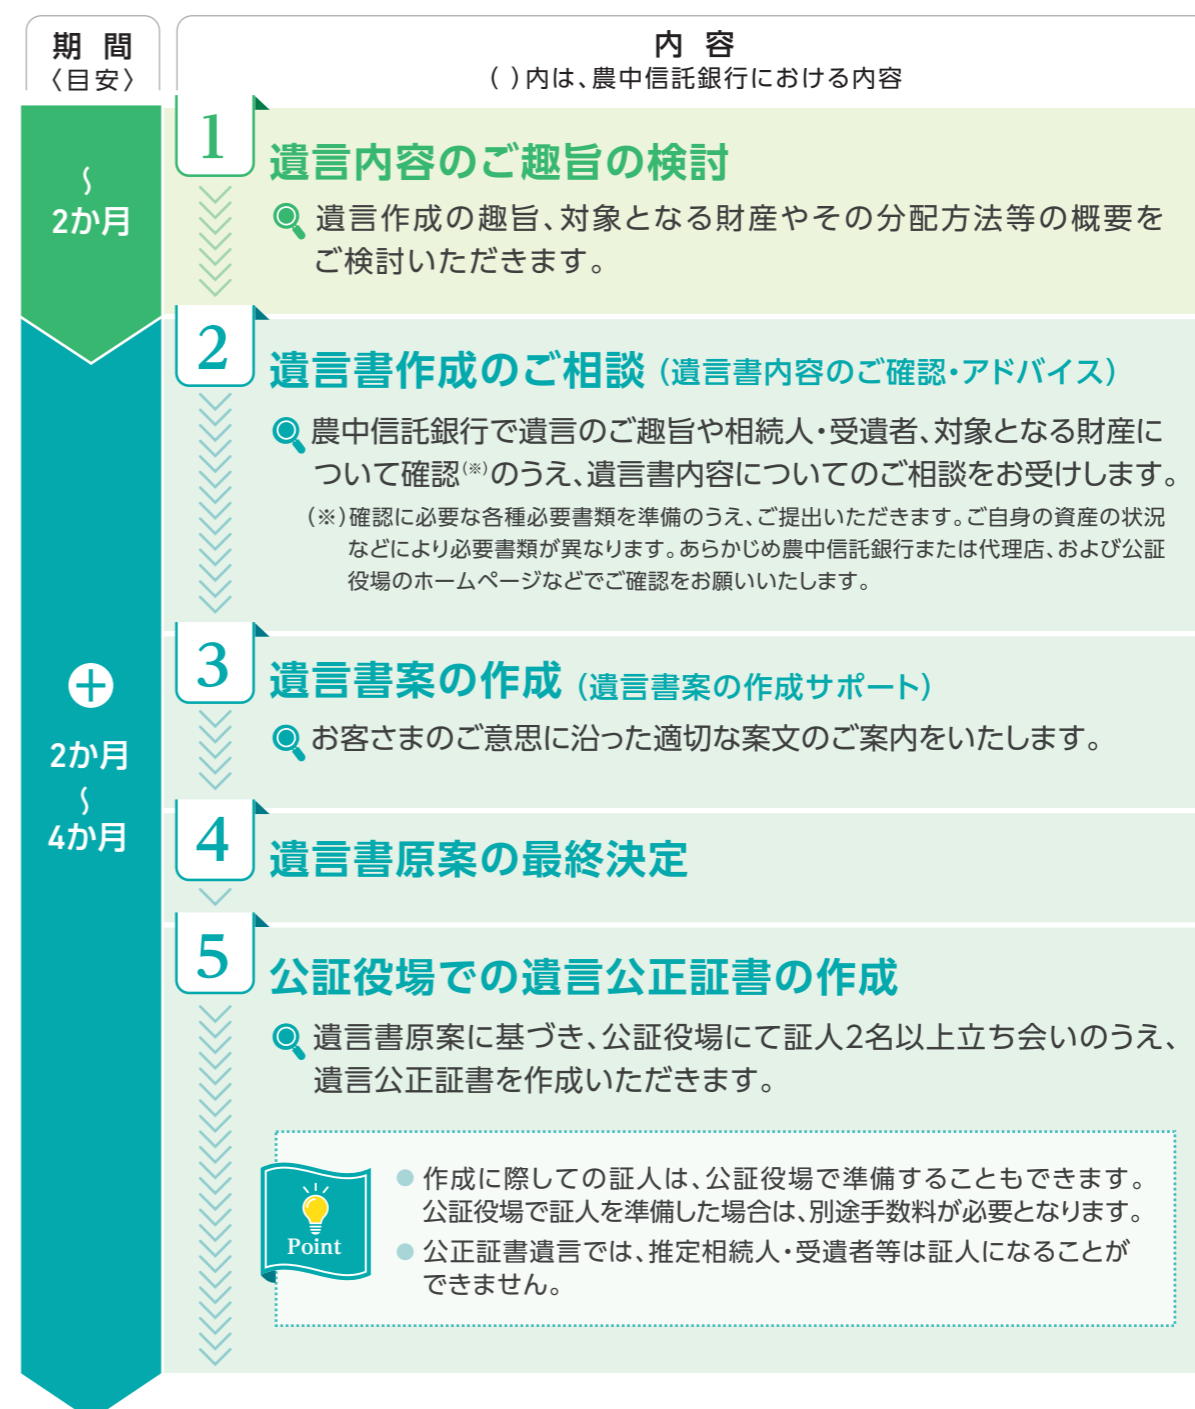 期 間
〈目安〉
内 容
( )内は、農中信託銀行における内容
〜
2か月
1
遺言内容のご趣旨の検討
遺言作成の趣旨、対象となる財産やその分配方法等の概要を
ご検討いただきます。
2
遺言書作成のご相談(遺言書内容のご確認・アドバイス)
農中信託銀行で遺言のご趣旨や相続人・受遺者、対象となる財産に
ついて確認(※)のうえ、遺言書内容についてのご相談をお受けします。
(※)確認に必要な各種必要書類を準備のうえ、ご提出いただきます。ご自身の資産の状況
などにより必要書類が異なります。あらかじめ農中信託銀行または代理店、および公証
役場のホームページなどでご確認をお願いいたします。
+
2か月
〜
4か月
3
遺言書案の作成(遺言書案の作成サポート)
お客さまのご意思に沿った適切な案文のご案内をいたします。
4
遺言書原案の最終決定
5
公証役場での遺言公正証書の作成
遺言書原案に基づき、公証役場にて証人2名以上立ち会いのうえ、
遺言公正証書を作成いただきます。
Point
● 作成に際しての証人は、公証役場で準備することもできます。
公証役場で証人を準備した場合は、別途手数料が必要となります。
● 公正証書遺言では、推定相続人・受遺者等は証人になることが
できません。